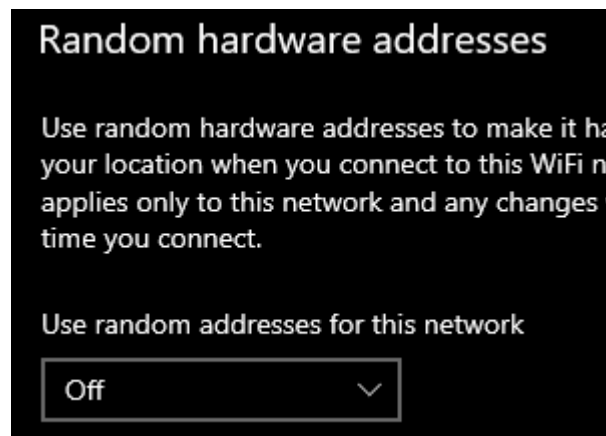 Random hardware addresses
Use random hardware addresses to make it ha
your location when you connect to this WiFi n
applies only to this network and any changes
time you connect.
Use random addresses for this network
Off